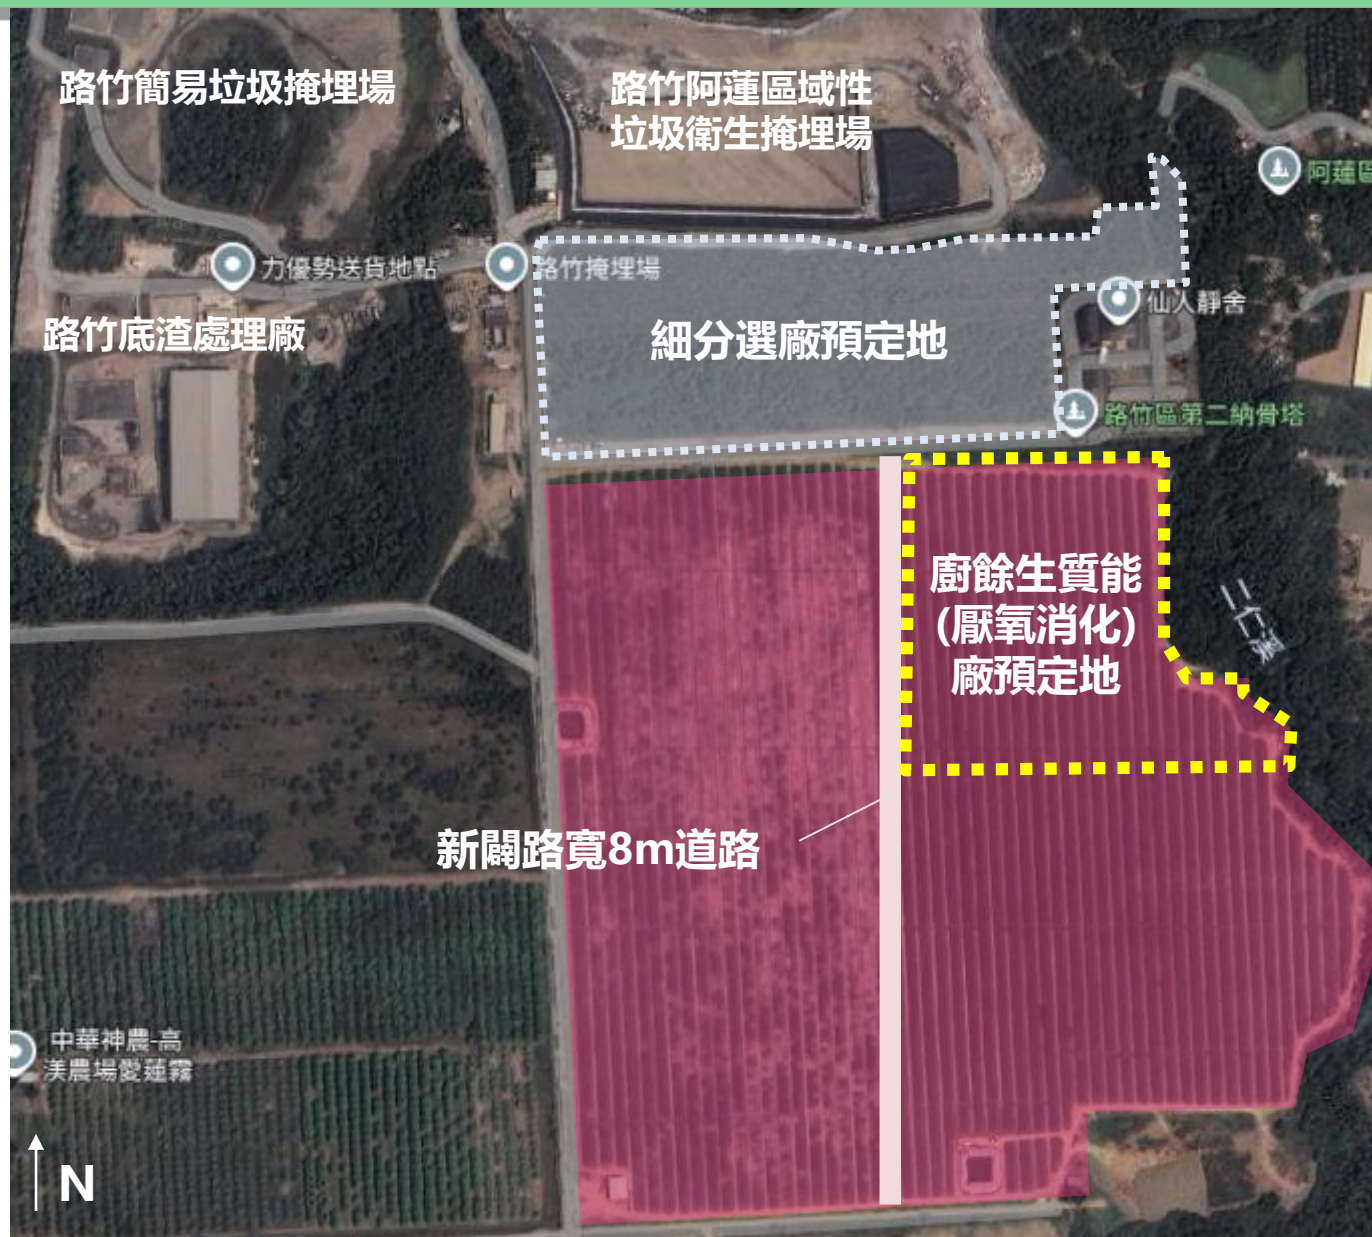 路竹簡易垃圾掩埋場
路竹阿蓮區域性
垃圾衛生掩埋場
阿蓮區
力優勢送貨地點
路竹掩埋場
仙人靜舍
路竹底渣處理廠
細分選廠預定地
路竹區第二納骨塔
廚餘生質能
(厭氧消化)
廠預定地
二仁溪
新闢路寬8m道路
中華神農-高
渼農場愛蓮霧
N